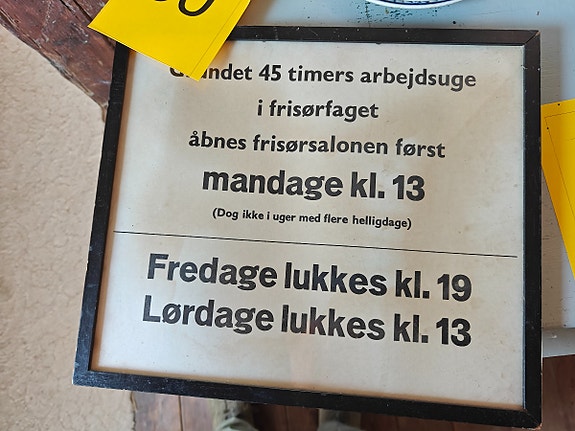 Grundet 45 timers arbejdsuge
i frisørfaget
åbnes frisørsalonen først
mandage kl. 13
(Dog ikke i uger med flere helligdage)
Fredage lukkes kl. 19
Lørdage lukkes kl. 13